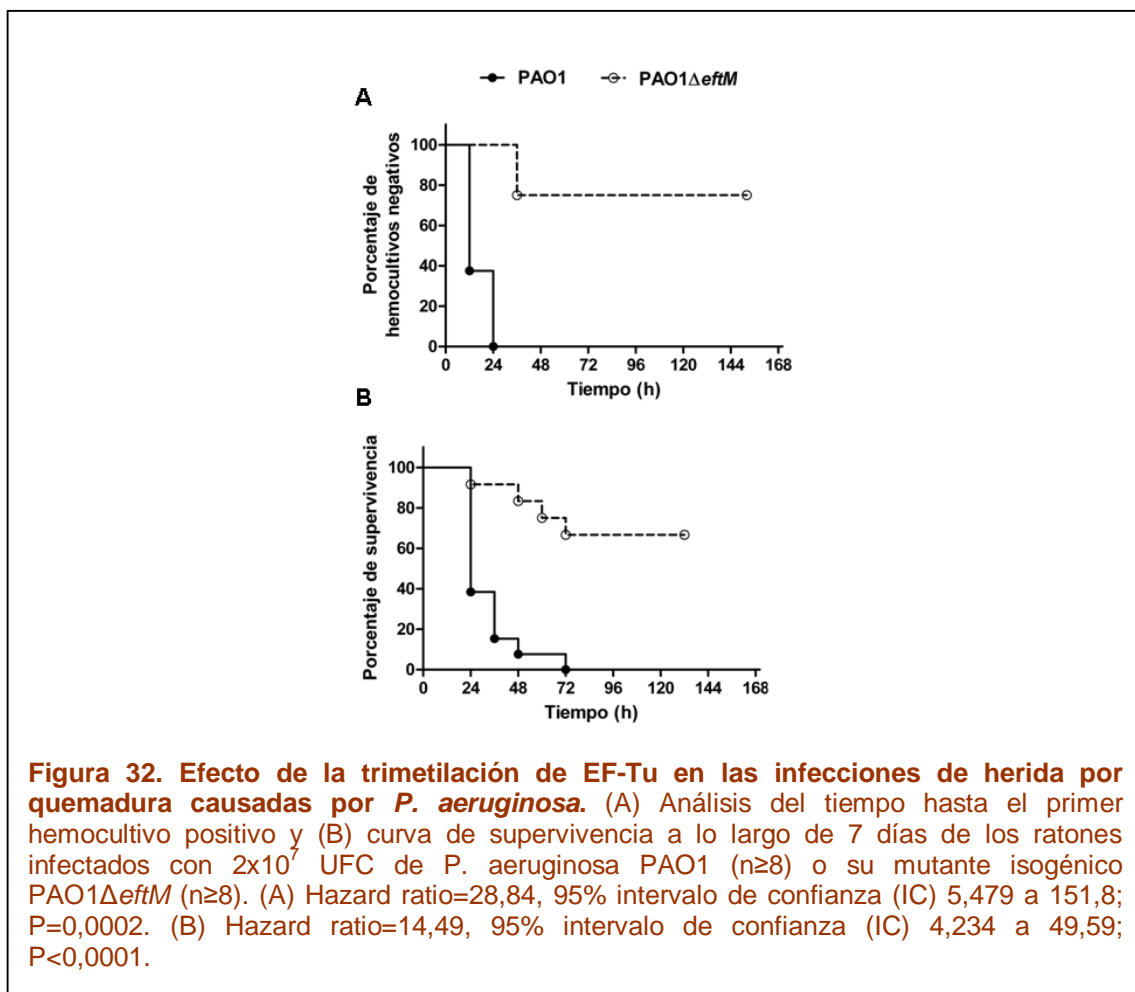 PAO1 PAO1ΔeftM
A
Porcentaje de
hemocultivos negativos
100
80
60
40
20
0
0 24 48 72 96 120 144 168
Tiempo (h)
B
Porcentaje de supervivencia
100
80
60
40
20
0
0 24 48 72 96 120 144 168
Tiempo (h)
Figura 32. Efecto de la trimetilación de EF-Tu en las infecciones de herida por
quemadura causadas por P. aeruginosa. (A) Análisis del tiempo hasta el primer
hemocultivo positivo y (B) curva de supervivencia a lo largo de 7 días de los ratones
infectados con 2x10⁷ UFC de P. aeruginosa PAO1 (n≥8) o su mutante isogénico
PAO1ΔeftM (n≥8). (A) Hazard ratio=28,84, 95% intervalo de confianza (IC) 5,479 a 151,8;
P=0,0002. (B) Hazard ratio=14,49, 95% intervalo de confianza (IC) 4,234 a 49,59;
P<0,0001.